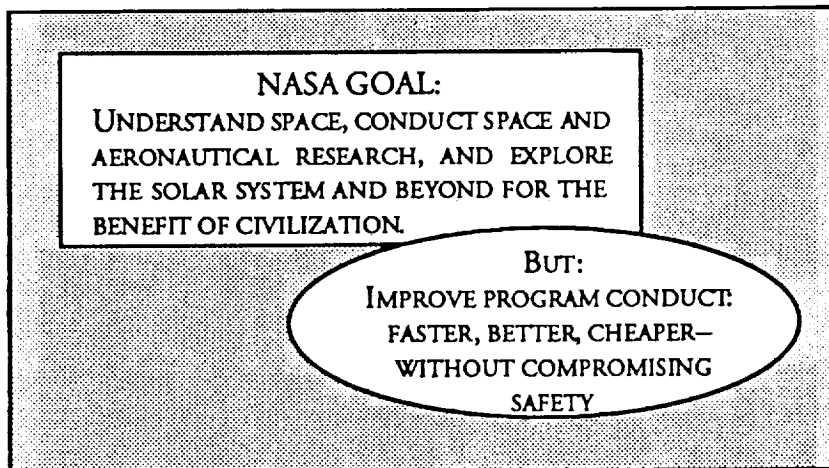 NASA GOAL:
UNDERSTAND SPACE, CONDUCT SPACE AND
AERONAUTICAL RESEARCH, AND EXPLORE
THE SOLAR SYSTEM AND BEYOND FOR THE
BENEFIT OF CIVILIZATION.
BUT:
IMPROVE PROGRAM CONDUCT:
FASTER, BETTER, CHEAPER—
WITHOUT COMPROMISING
SAFETY